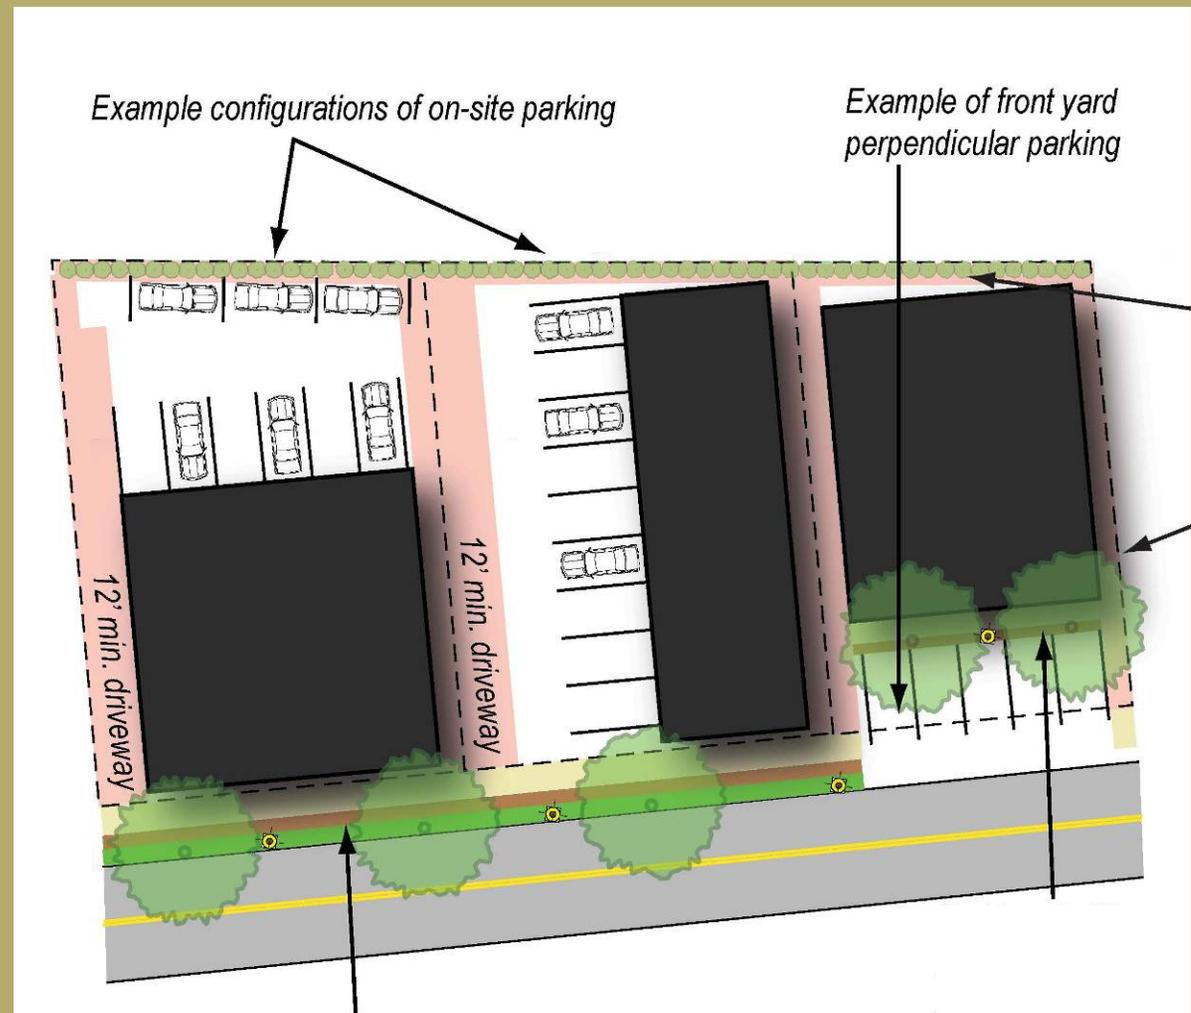 Example configurations of on-site parking
Example of front yard
perpendicular parking
12' min. driveway
12' min. driveway